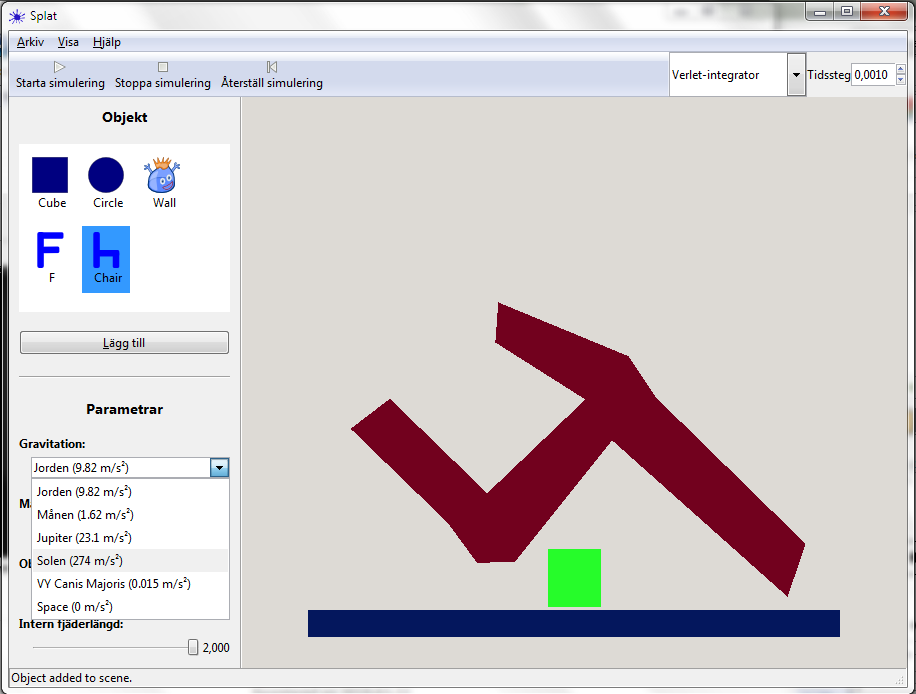 Splat
Arkiv Visa Hjälp
Starta simulering Stoppa simulering Återställ simulering Verlet-integrator Tidssteg 0,0010
Objekt
Cube Circle Wall
F Chair
Lägg till
Parametrar
Gravitation:
Jorden (9.82 m/s²)
Jorden (9.82 m/s²)
Månen (1.62 m/s²)
Jupiter (23.1 m/s²)
Solen (274 m/s²)
VY Canis Majoris (0.015 m/s²)
Space (0 m/s²)
Intern fjäderlängd:
2,000
Object added to scene.